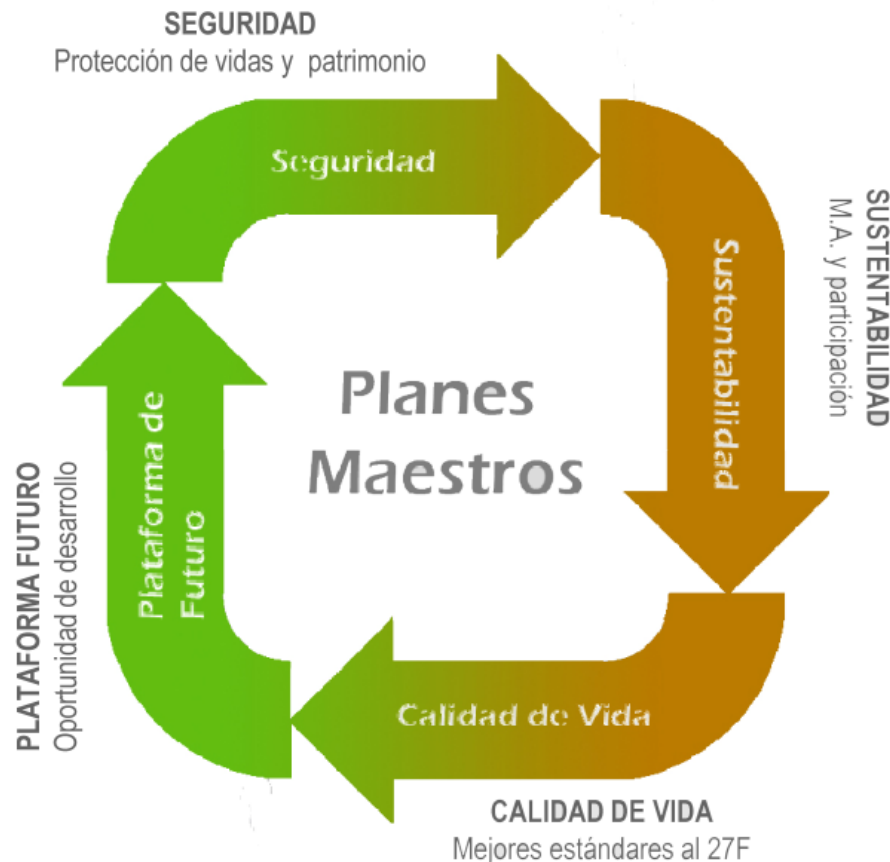 SEGURIDAD
Protección de vidas y patrimonio
Seguridad
SUSTENTABILIDAD
M.A. y participación
Sustentabilidad
Planes
Maestros
Plataforma de
Futuro
PLATAFORMA FUTURO
Oportunidad de desarrollo
Calidad de Vida
CALIDAD DE VIDA
Mejores estándares al 27F